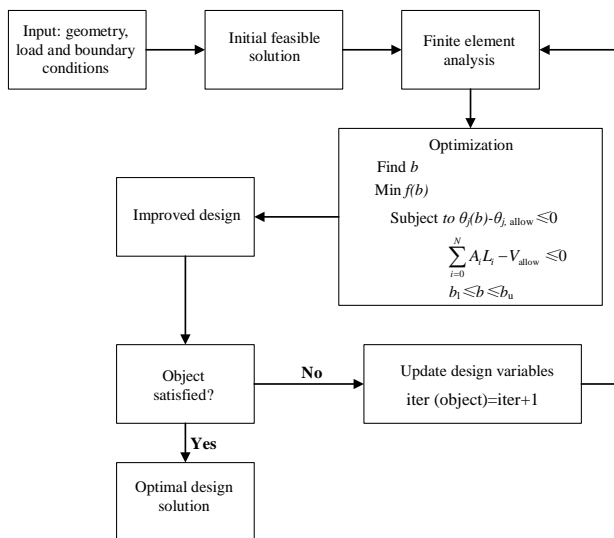 Input: geometry,
load and boundary
conditions
Initial feasible
solution
Finite element
analysis
Optimization
Find b
Min f(b)
Subject to θj(b)-θj, allow ≤0
∑_{i=0}^{N} AiLi −Vallow ≤0
bl ≤b ≤bu
Improved design
Object
satisfied?
No
Update design variables
iter (object)=iter+1
Yes
Optimal design
solution